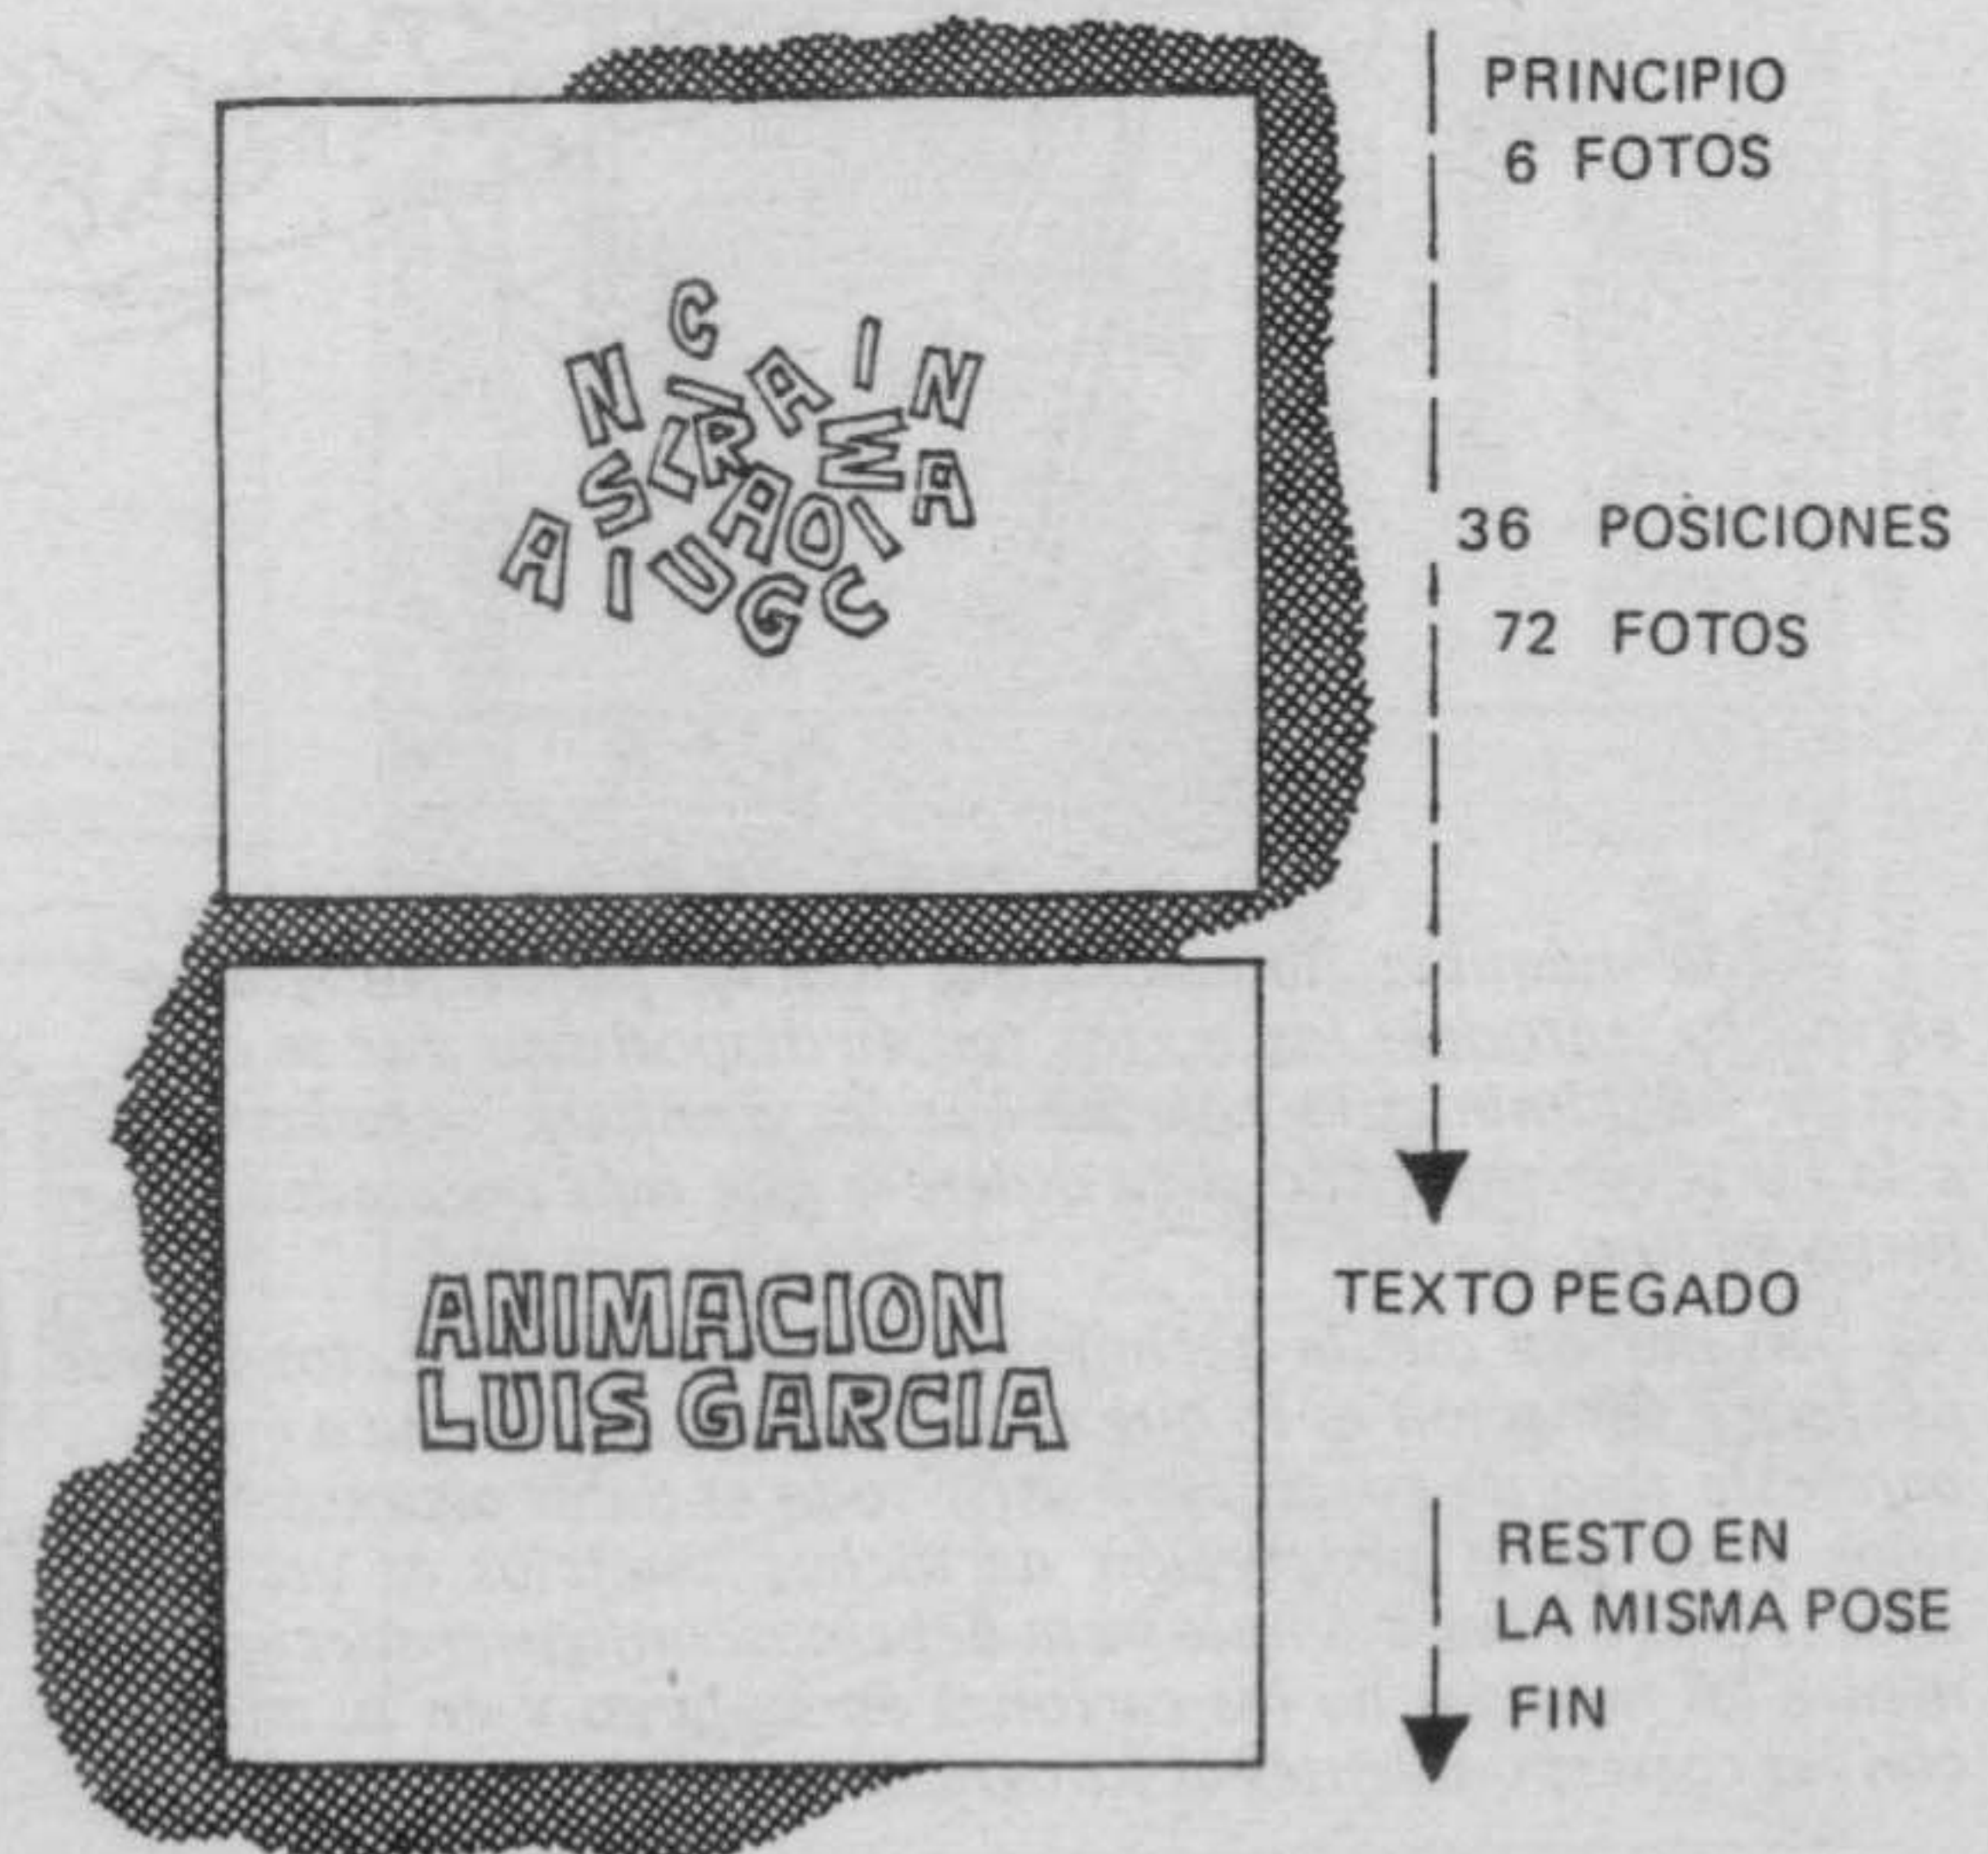 PRINCIPIO
6 FOTOS
C
I N
N A
I
L R M
S A A
A O I
I U G C
36 POSICIONES
72 FOTOS
TEXTO PEGADO
ANIMACION
LUIS GARCIA
RESTO EN
LA MISMA POSE
FIN